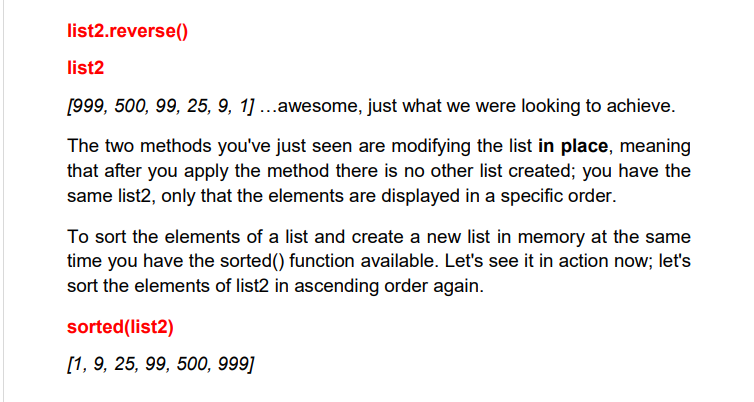 list2.reverse()
list2
[999, 500, 99, 25, 9, 1] …awesome, just what we were looking to achieve.
The two methods you've just seen are modifying the list in place, meaning
that after you apply the method there is no other list created; you have the
same list2, only that the elements are displayed in a specific order.
To sort the elements of a list and create a new list in memory at the same
time you have the sorted() function available. Let's see it in action now; let's
sort the elements of list2 in ascending order again.
sorted(list2)
[1, 9, 25, 99, 500, 999]